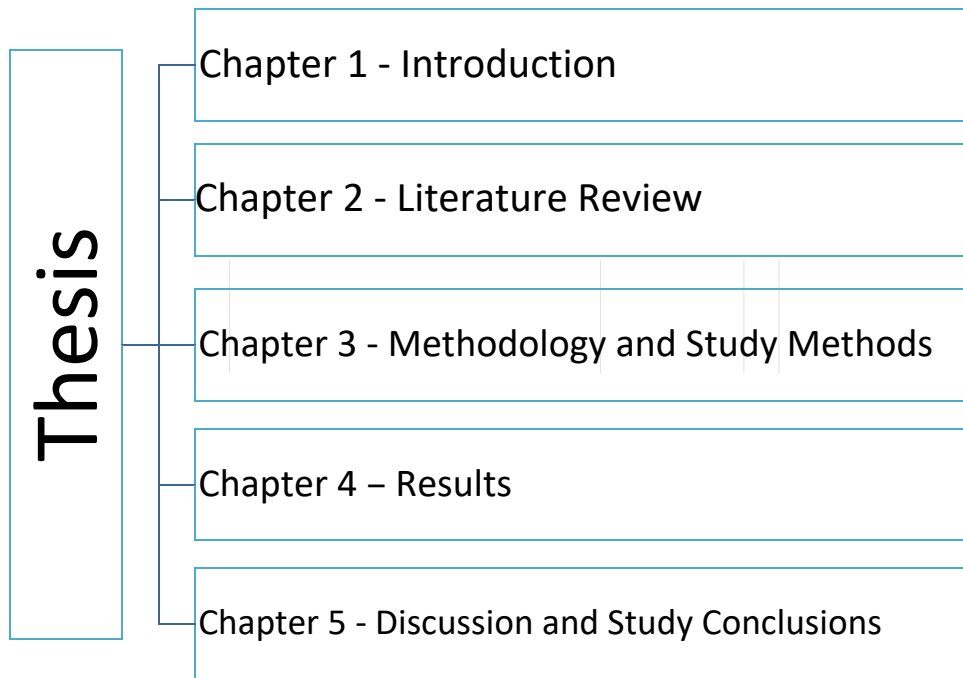 Thesis
Chapter 1 - Introduction
Chapter 2 - Literature Review
Chapter 3 - Methodology and Study Methods
Chapter 4 – Results
Chapter 5 - Discussion and Study Conclusions